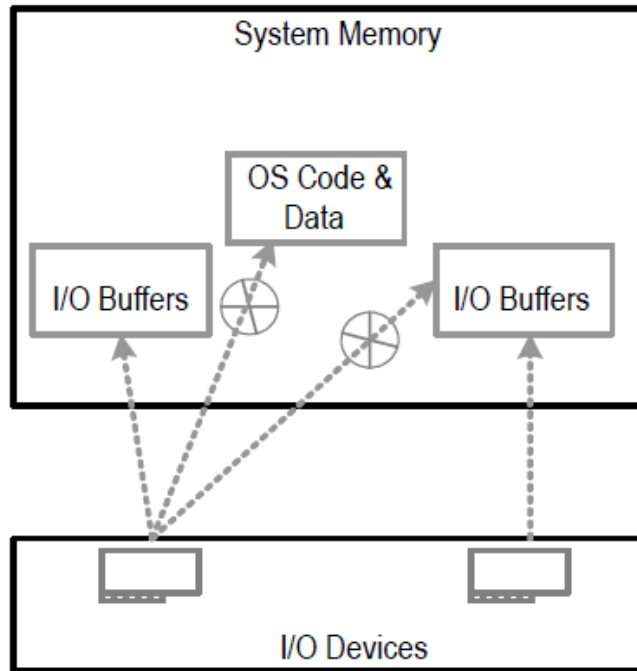 System Memory
OS Code &
Data
I/O Buffers
I/O Buffers
I/O Devices